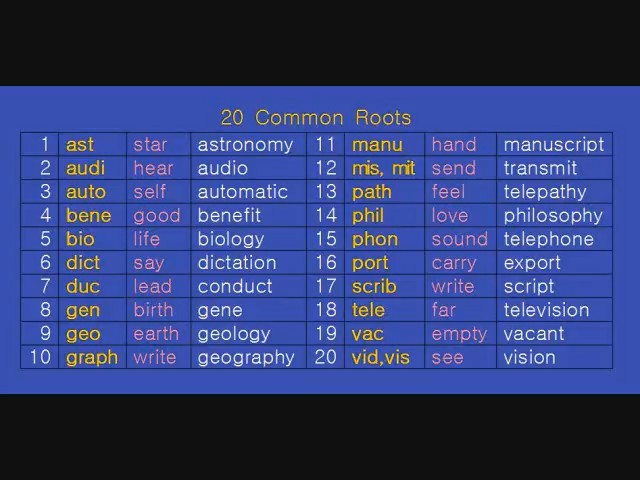 20 Common Roots
1 ast star astronomy 11 manu hand manuscript
2 audi hear audio 12 mis, mit send transmit
3 auto self automatic 13 path feel telepathy
4 bene good benefit 14 phil love philosophy
5 bio life biology 15 phon sound telephone
6 dict say dictation 16 port carry export
7 duc lead conduct 17 scrib write script
8 gen birth gene 18 tele far television
9 geo earth geology 19 vac empty vacant
10 graph write geography 20 vid,vis see vision